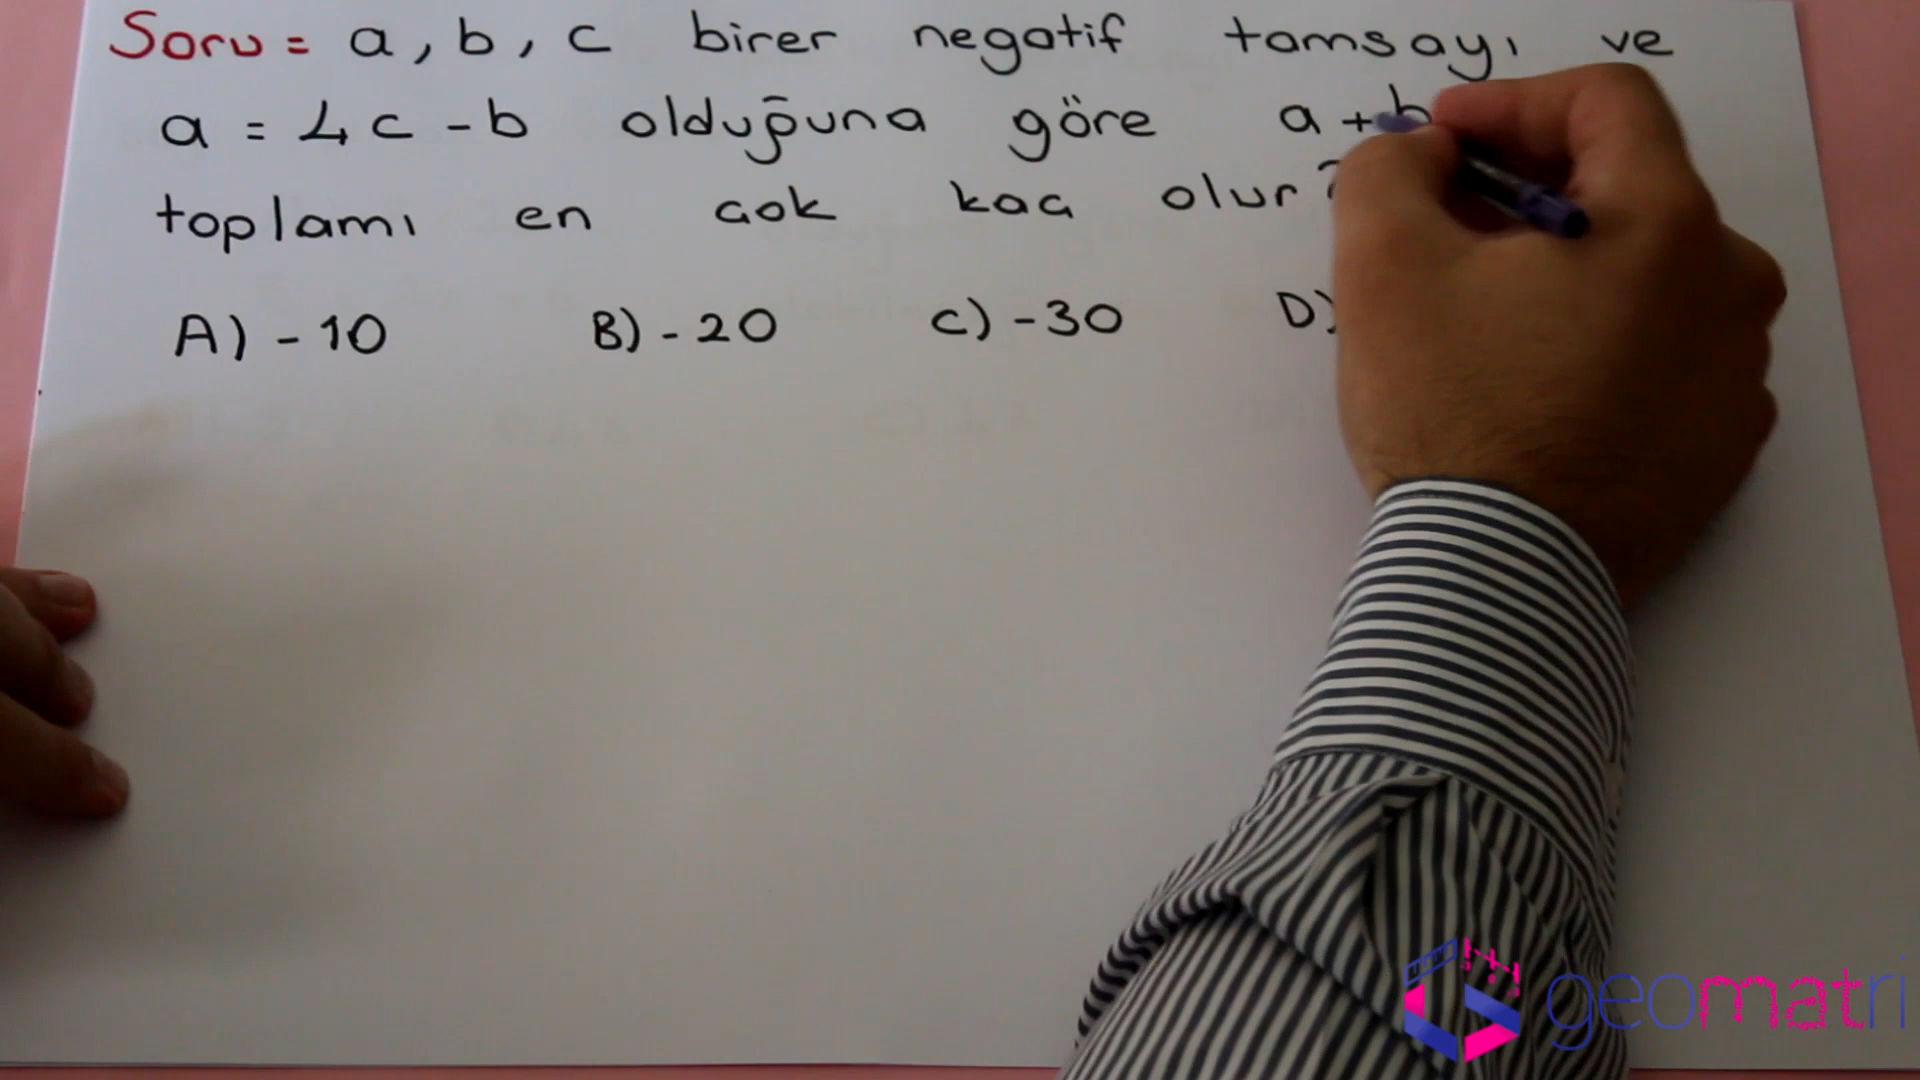 Soru = a, b, c birer negatif tamsayı ve
a = 4c - b olduğuna göre a + b
toplamı en çok kaç olur?
A) - 10 B) - 20 C) - 30 D)
geomatri